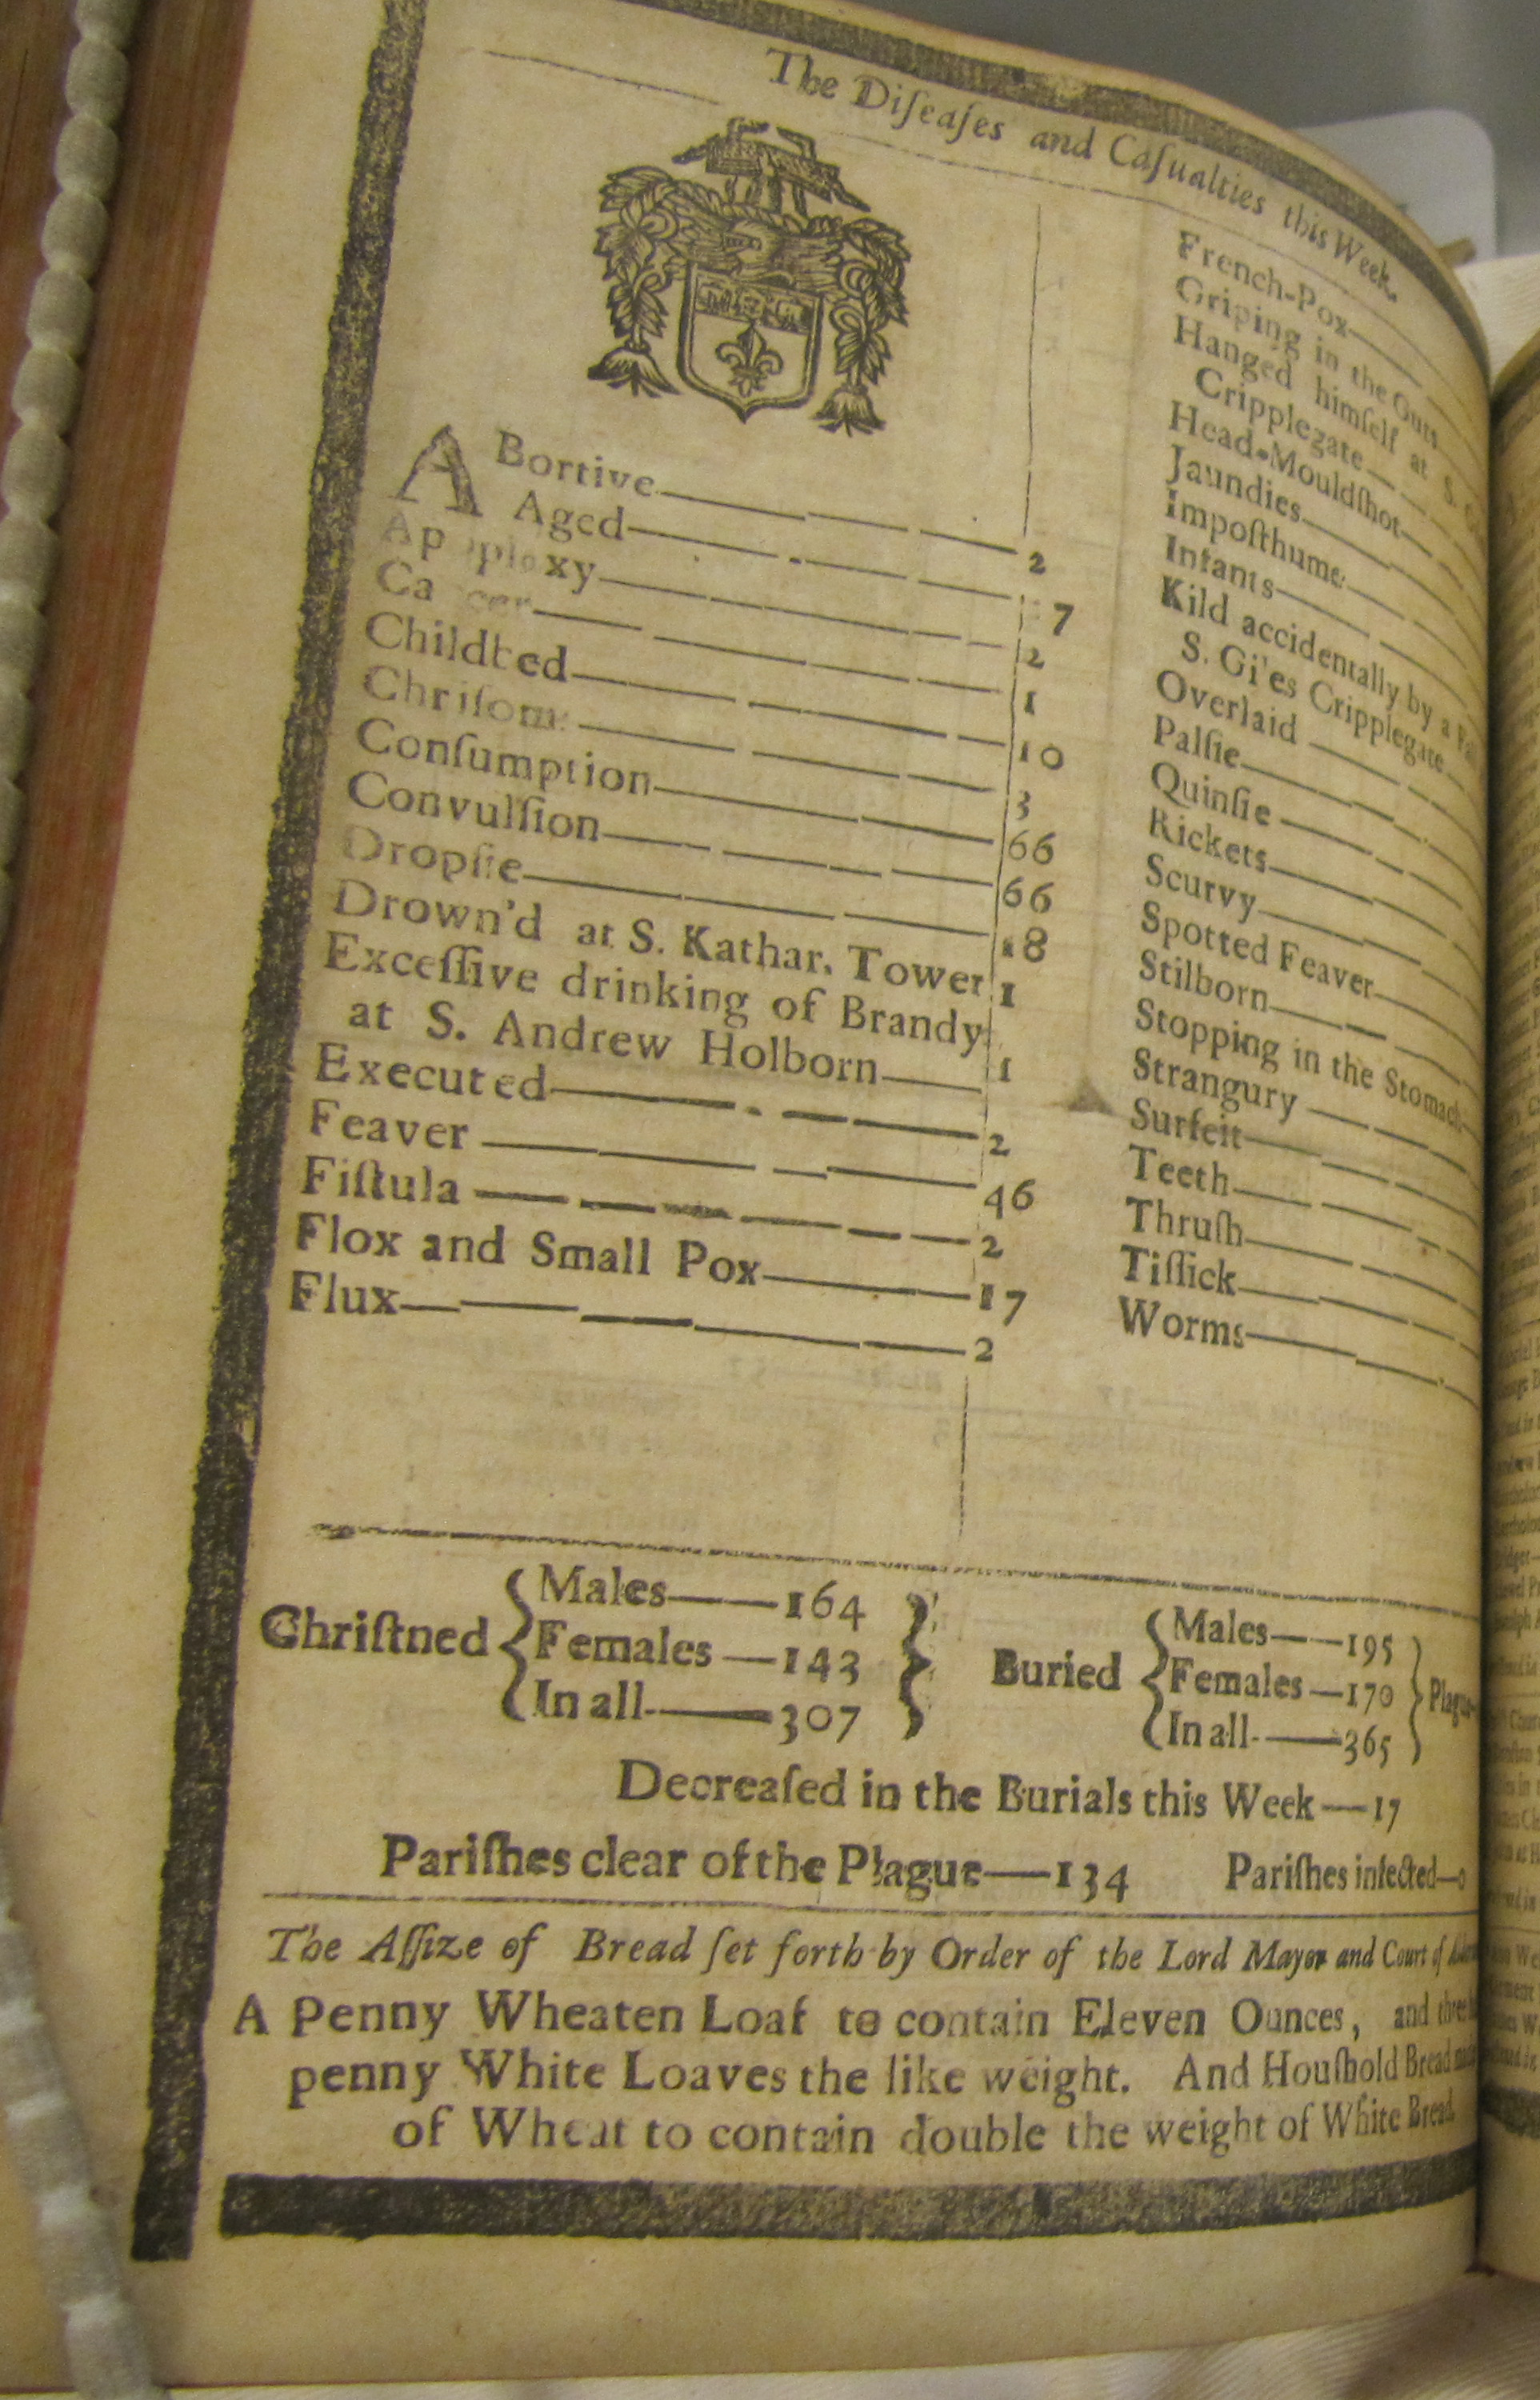 The Diſeaſes and Caſualties this Week.
ABortive 2
Aged 7
Apoplexy 2
Cancer 1
Childbed 10
Chriſoms 3
Conſumption 66
Convulſion 66
Dropſie 18
Drown'd at S. Kathar. Tower 1
Exceſſive drinking of Brandy
at S. Andrew Holborn 1
Executed 2
Feaver 46
Fiſtula 2
Flox and Small Pox 17
Flux 2
French-Pox
Griping in the Guts
Hanged himſelf at S.
Cripplegate
Head-Mouldſhot
Jaundies
Impoſthume
Infants
Kild accidentally by a Fall
S. Giles Cripplegate
Overlaid
Palſie
Quinſie
Rickets
Scurvy
Spotted Feaver
Stilborn
Stopping in the Stomach
Strangury
Surfeit
Teeth
Thruſh
Tiſſick
Worms
Chriſtned
Males 164
Females 143
In all 307
Buried
Males 195
Females 170
In all 365
Plague
Decreaſed in the Burials this Week 17
Pariſhes clear of the Plague 134 Pariſhes infected 0
The Aſſize of Bread ſet forth by Order of the Lord Mayor and Court of
A Penny Wheaten Loaf to contain Eleven Ounces, and three
penny White Loaves the like weight. And Houſhold Bread
of Wheat to contain double the weight of White Bread.